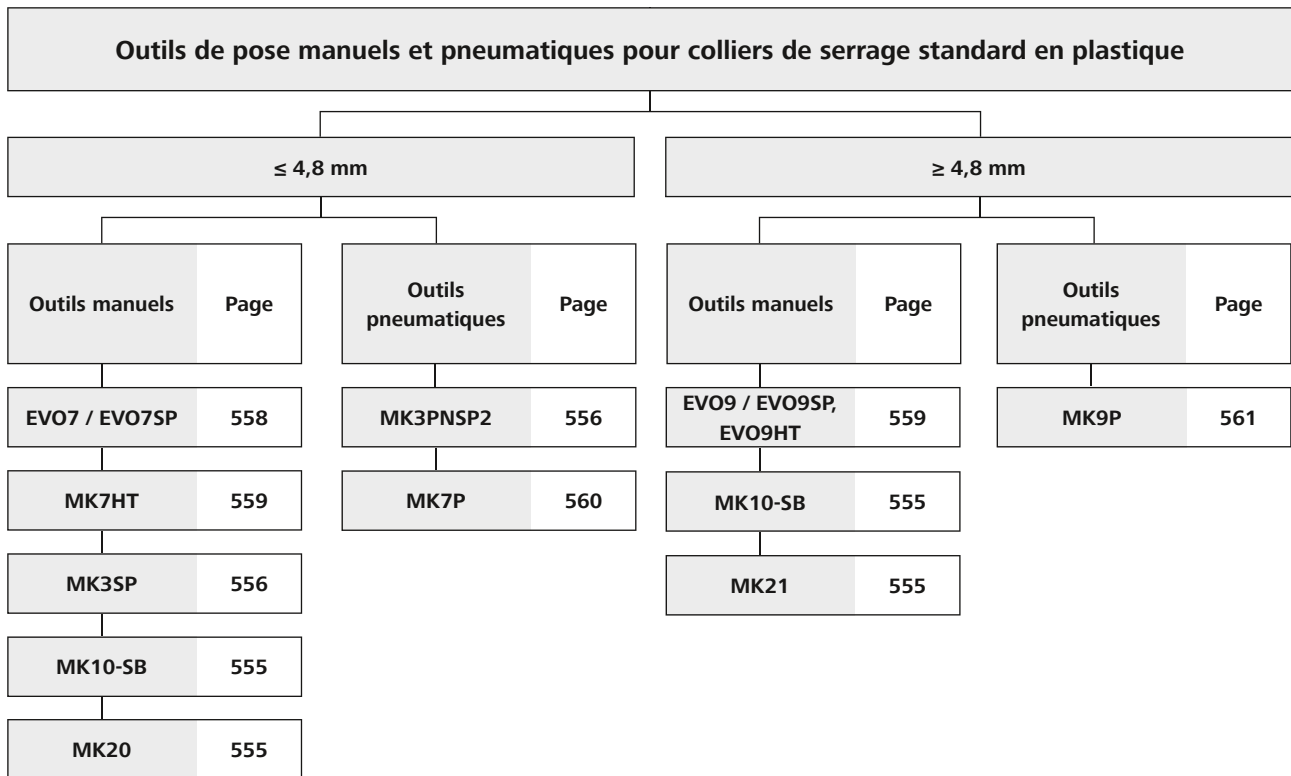 Outils de pose manuels et pneumatiques pour colliers de serrage standard en plastique
≤ 4,8 mm
Outils manuels
Page
EVO7 / EVO7SP
558
MK7HT
559
MK3SP
556
MK10-SB
555
MK20
555
Outils
pneumatiques
Page
MK3PNSP2
556
MK7P
560
≥ 4,8 mm
Outils manuels
Page
EVO9 / EVO9SP,
EVO9HT
559
MK10-SB
555
MK21
555
Outils
pneumatiques
Page
MK9P
561